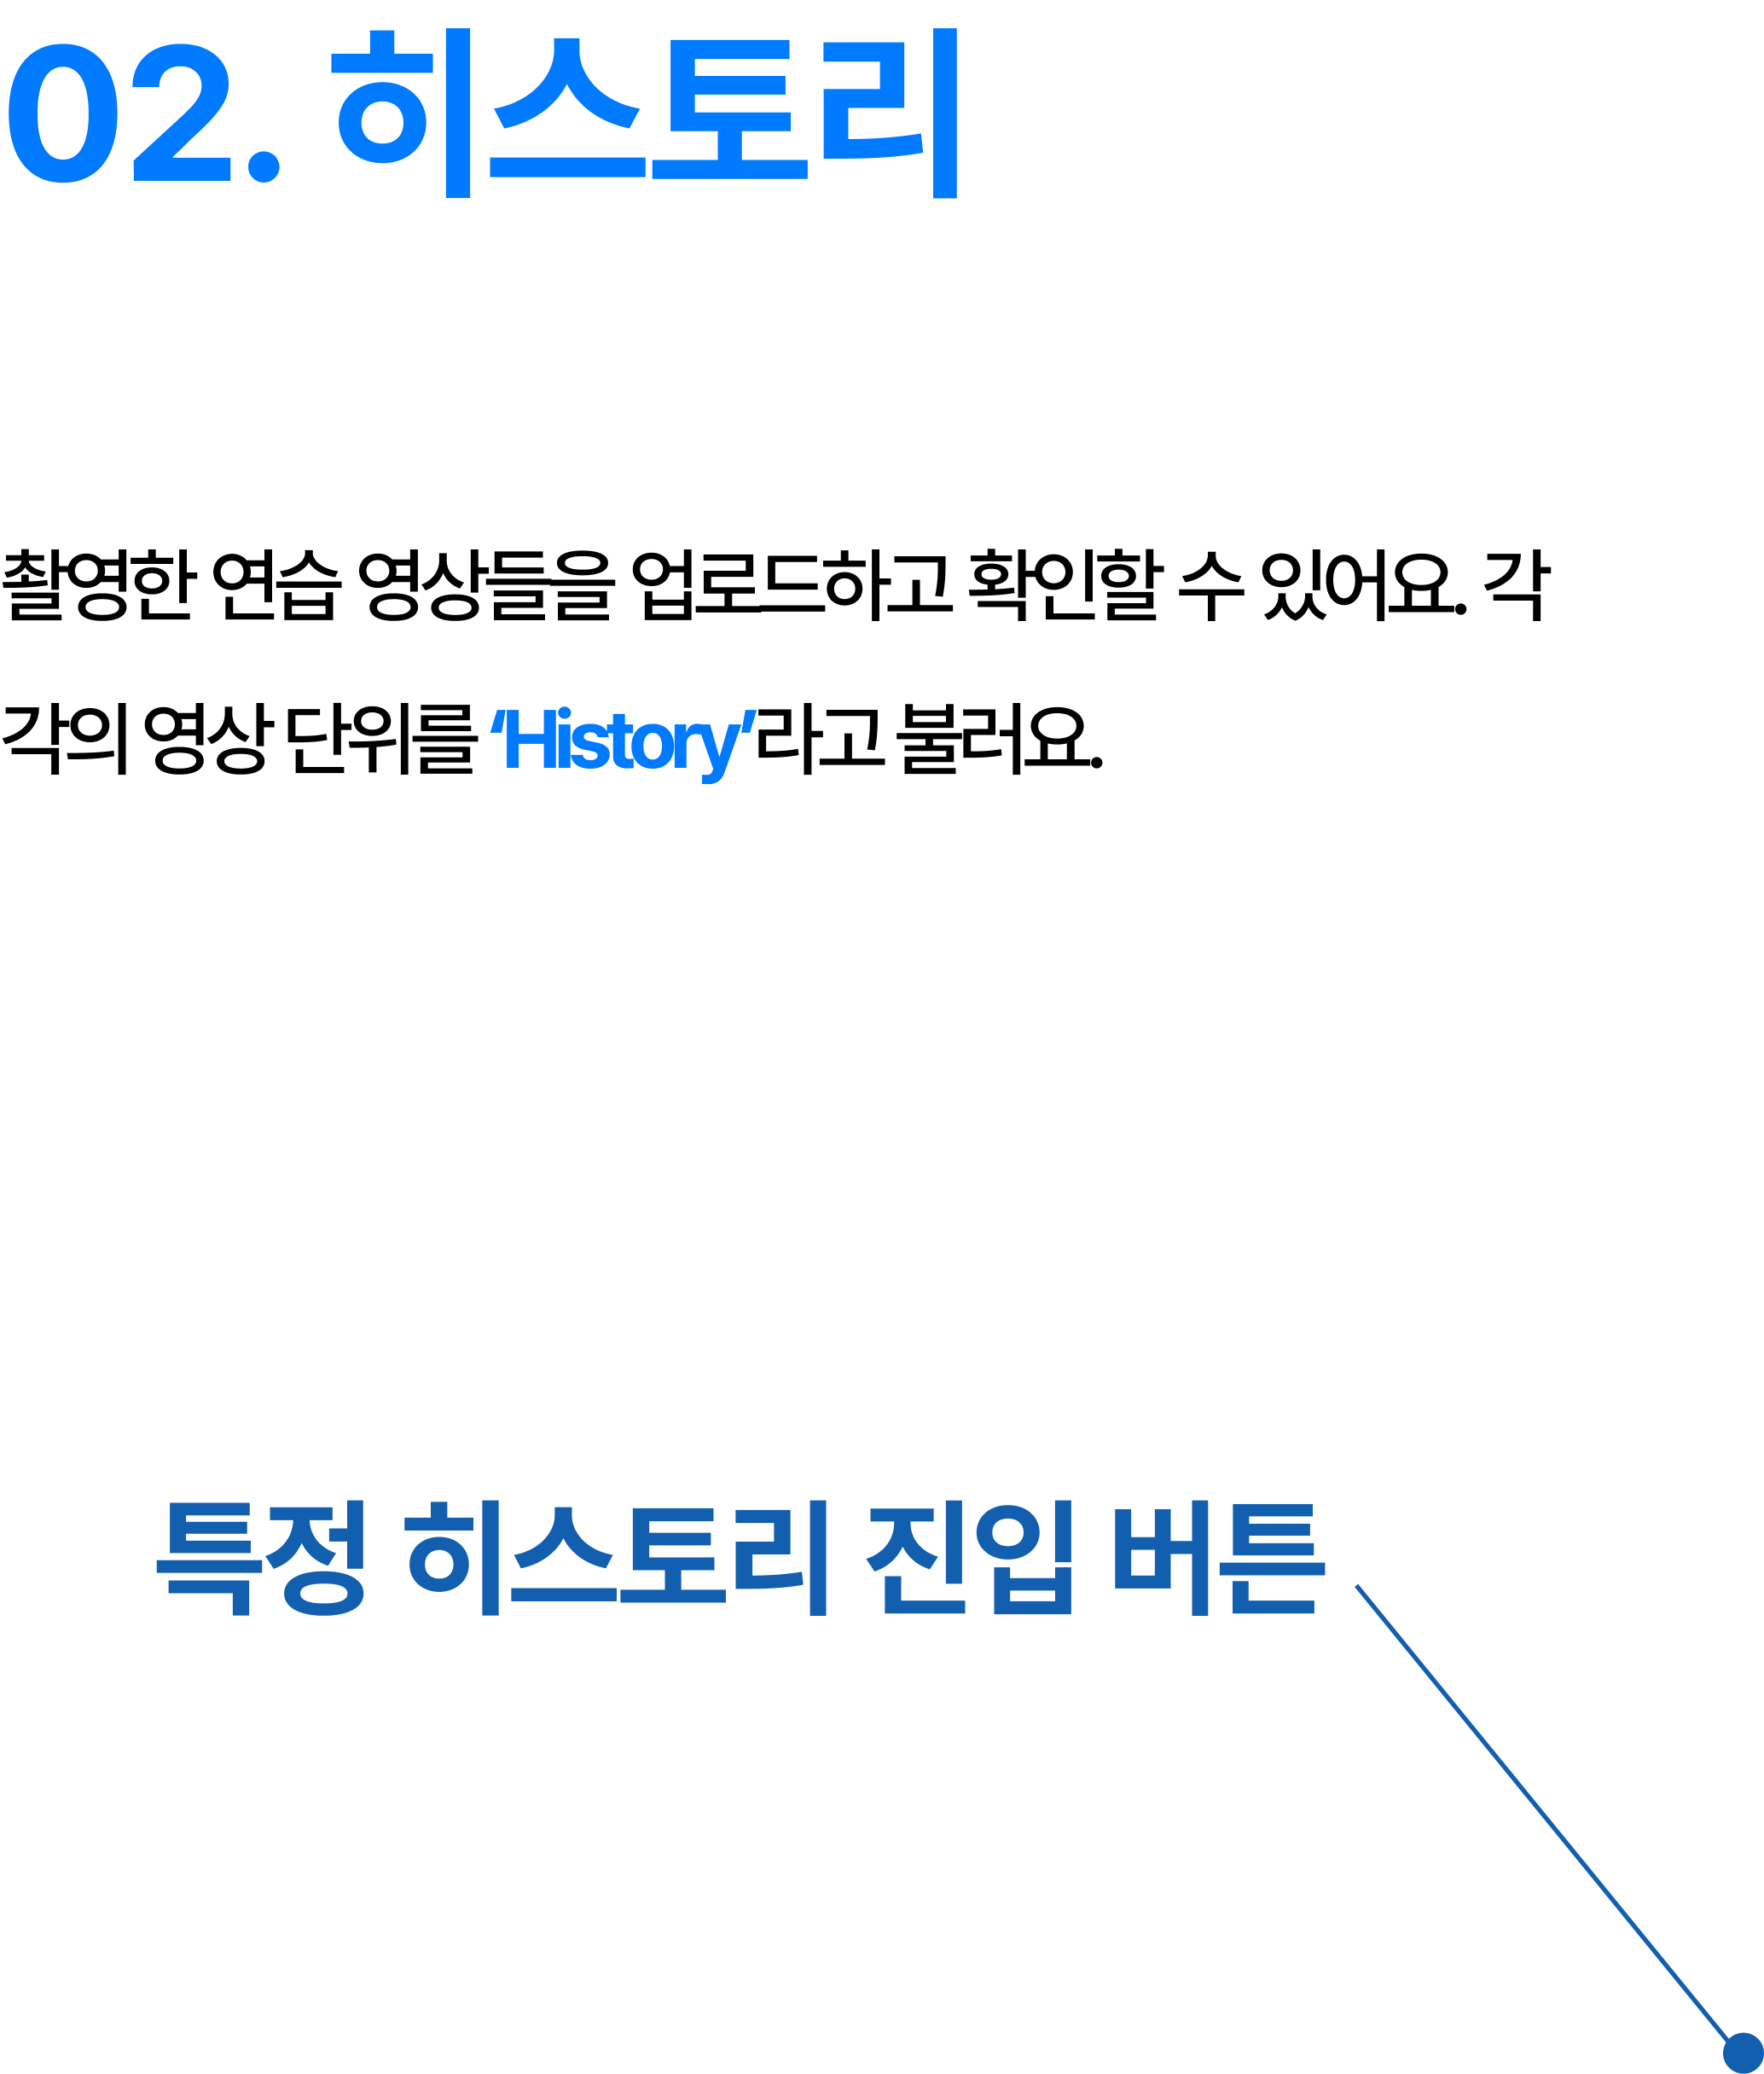 02. 히스토리
촬영한 연습 영상들을 업로드하고 확인할 수 있어요. 각
각의 영상 단위를 ‘History’라고 불러요.
특정 히스토리 진입 버튼